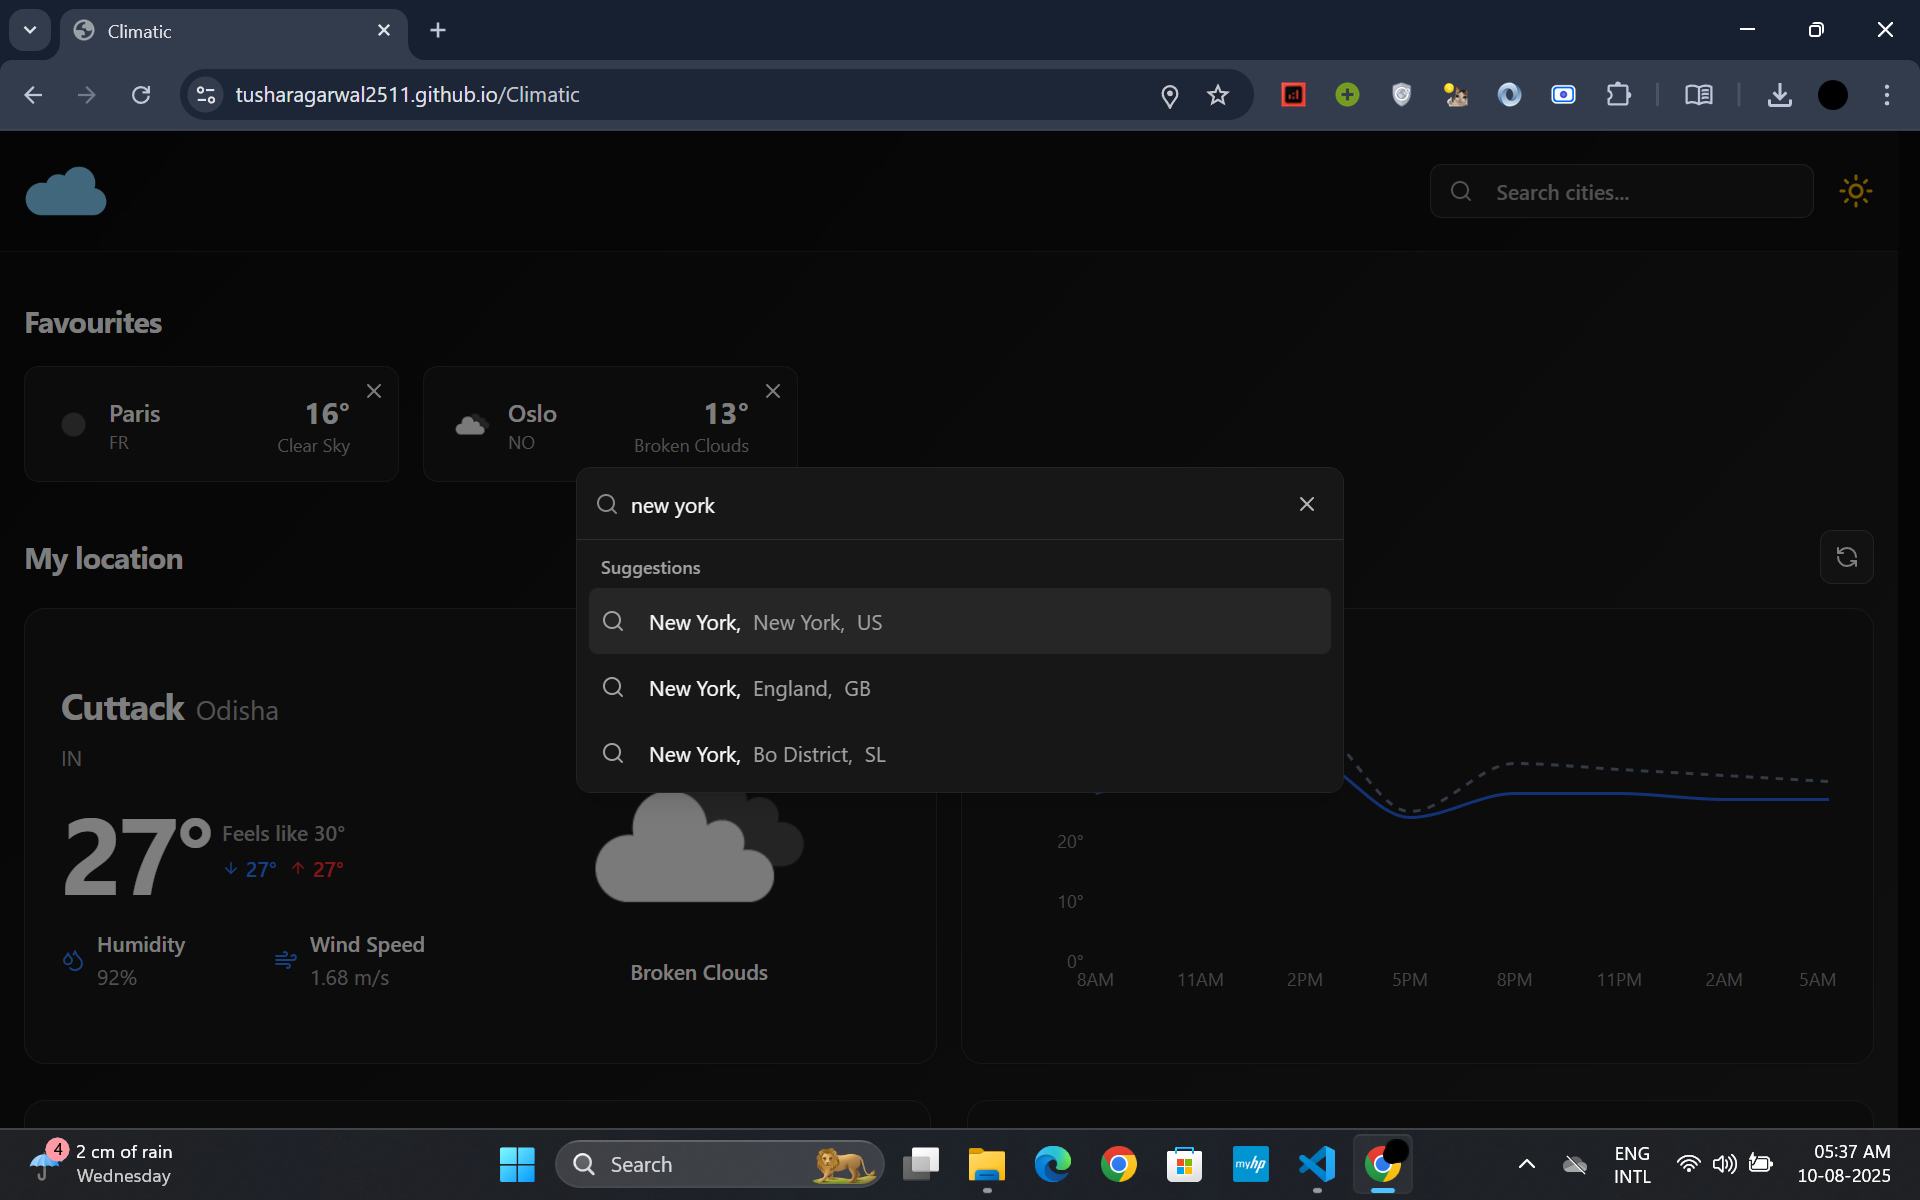 Climatic
tusharagarwal2511.github.io/Climatic
Search cities...
Favourites
Paris
FR
16°
Clear Sky
Oslo
NO
13°
Broken Clouds
new york
Suggestions
New York, New York, US
New York, England, GB
New York, Bo District, SL
My location
Cuttack Odisha
IN
27°
Feels like 30°
↓ 27° ↑ 27°
Humidity
92%
Wind Speed
1.68 m/s
Broken Clouds
20°
10°
0°
8AM 11AM 2PM 5PM 8PM 11PM 2AM 5AM
4
2 cm of rain
Wednesday
Search
myhp
ENG
INTL
05:37 AM
10-08-2025